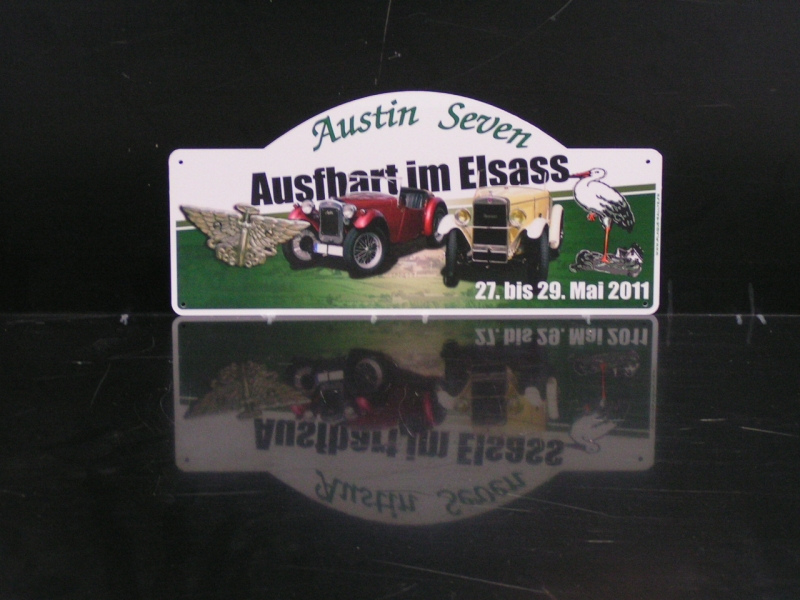 Austin Seven
Ausfhart im Elsass
27. bis 29. Mai 2011